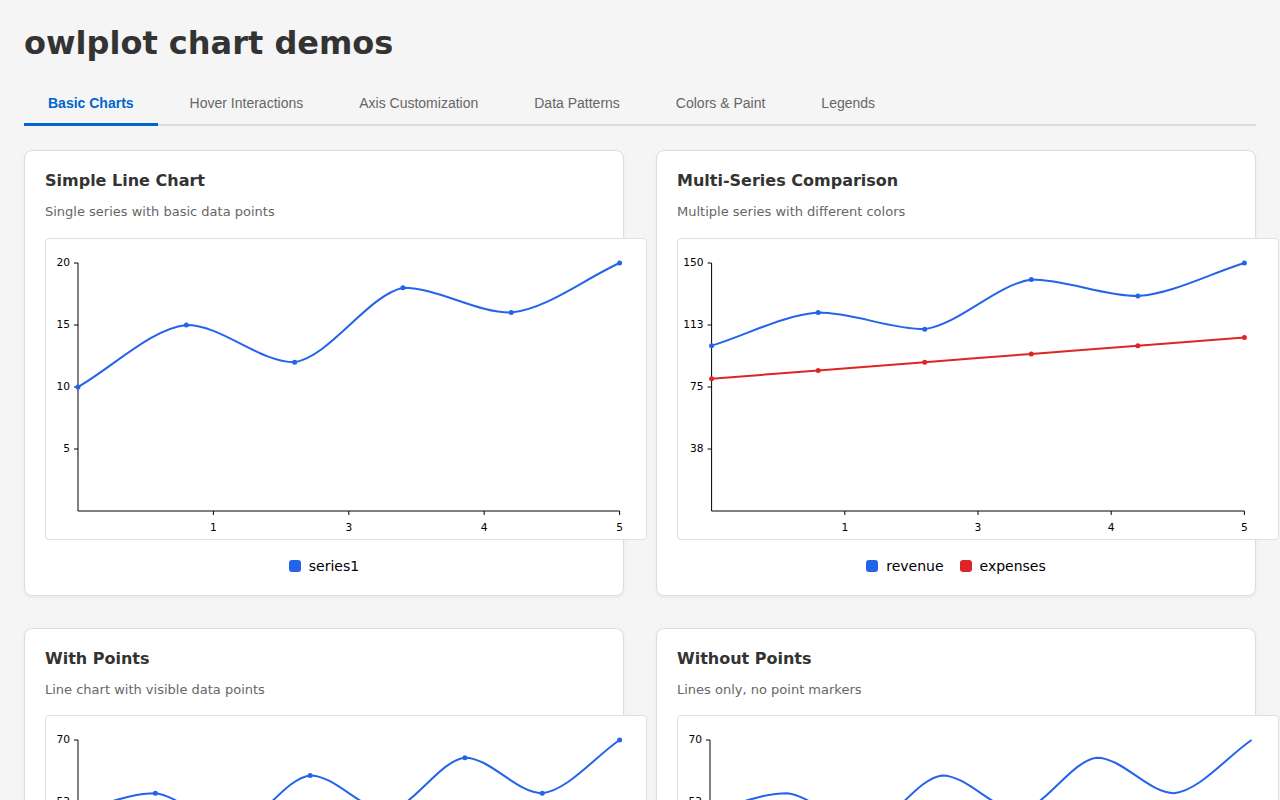 owlplot chart demos
Basic Charts Hover Interactions Axis Customization Data Patterns Colors & Paint Legends
Simple Line Chart
Single series with basic data points
20
15
10
5
1 3 4 5
series1
Multi-Series Comparison
Multiple series with different colors
150
113
75
38
1 3 4 5
revenue expenses
With Points
Line chart with visible data points
70
53
Without Points
Lines only, no point markers
70
53